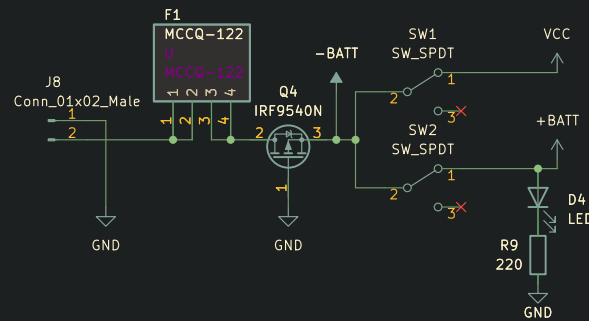 F1
MCCQ-122
U
MCCQ-122
1 2 3 4
1 2 3 4
J8
Conn_01x02_Male
1
2
GND
Q4
IRF9540N
2 3
1
GND
-BATT
SW1
SW_SPDT
2
1
3
VCC
SW2
SW_SPDT
2
1
3
+BATT
D4
LED
R9
220
GND